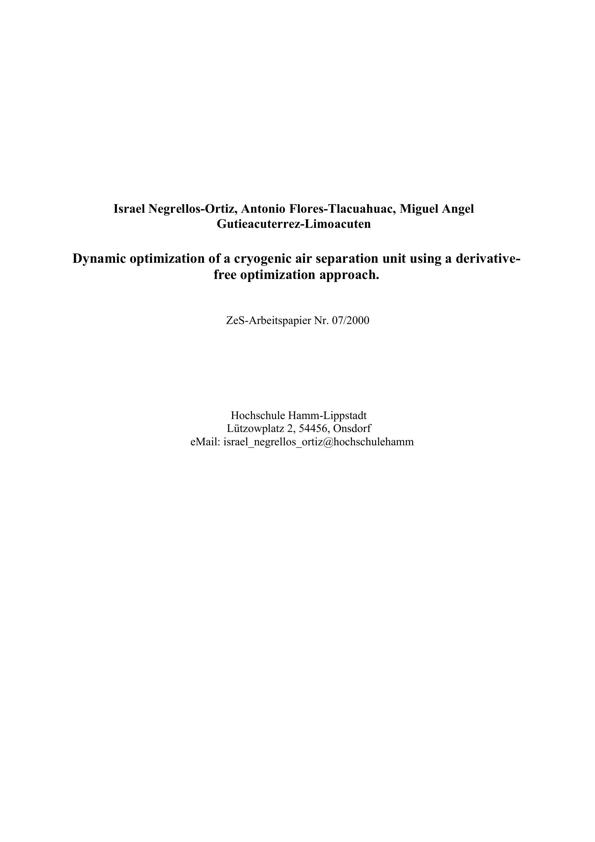 Israel Negrellos-Ortiz, Antonio Flores-Tlacuahuac, Miguel Angel
Gutieacuterrez-Limoacuten
Dynamic optimization of a cryogenic air separation unit using a derivative-
free optimization approach.
ZeS-Arbeitspapier Nr. 07/2000
Hochschule Hamm-Lippstadt
Lützowplatz 2, 54456, Onsdorf
eMail: israel_negrellos_ortiz@hochschulehamm